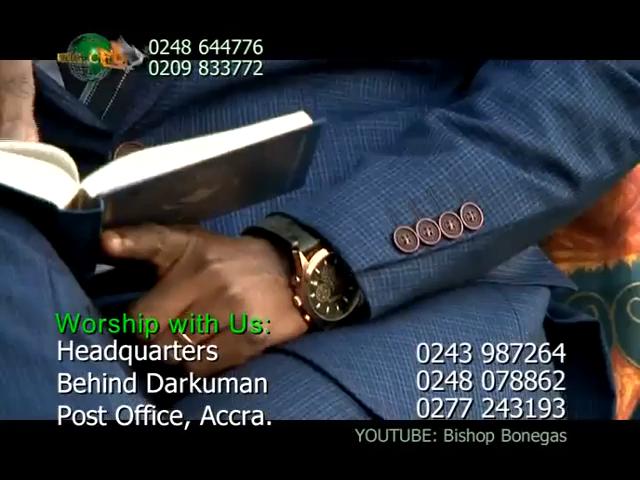 0248 644776
0209 833772
Worship with Us:
Headquarters
Behind Darkuman
Post Office, Accra.
0243 987264
0248 078862
0277 243193
YOUTUBE: Bishop Bonegas